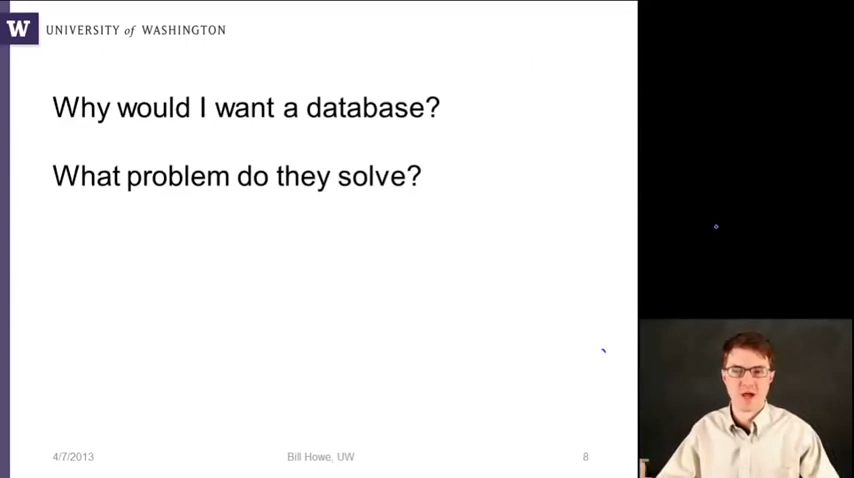 W UNIVERSITY of WASHINGTON
Why would I want a database?
What problem do they solve?
4/7/2013 Bill Howe, UW 8